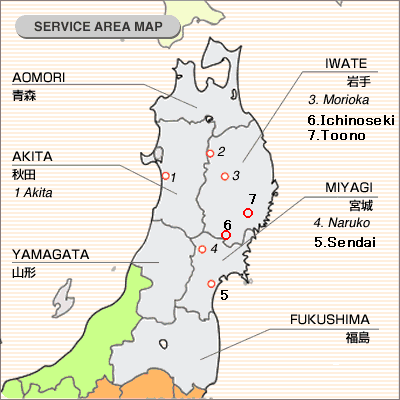 SERVICE AREA MAP
AOMORI
青森
IWATE
岩手
3. Morioka
6.Ichinoseki
7.Toono
AKITA
秋田
1 Akita
MIYAGI
宮城
4. Naruko
5.Sendai
YAMAGATA
山形
FUKUSHIMA
福島
2
1
3
7
6
4
5